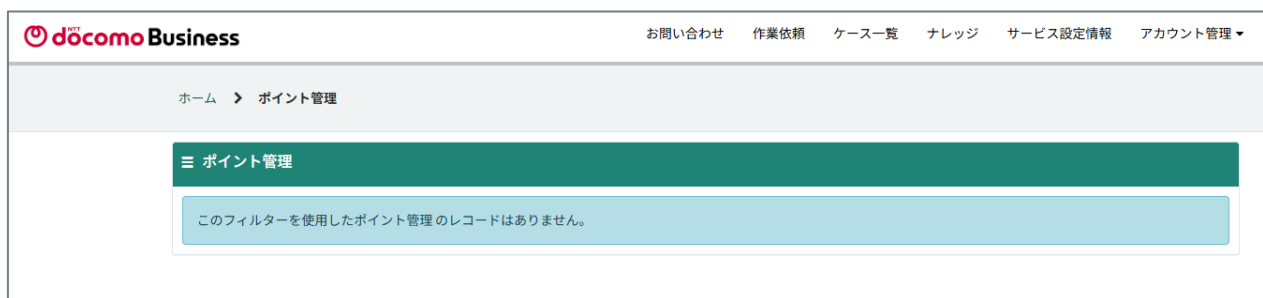 NTT
döcomo Business
お問い合わせ 作業依頼 ケース一覧 ナレッジ サービス設定情報 アカウント管理
ホーム ポイント管理
ポイント管理
このフィルターを使用したポイント管理 のレコードはありません。